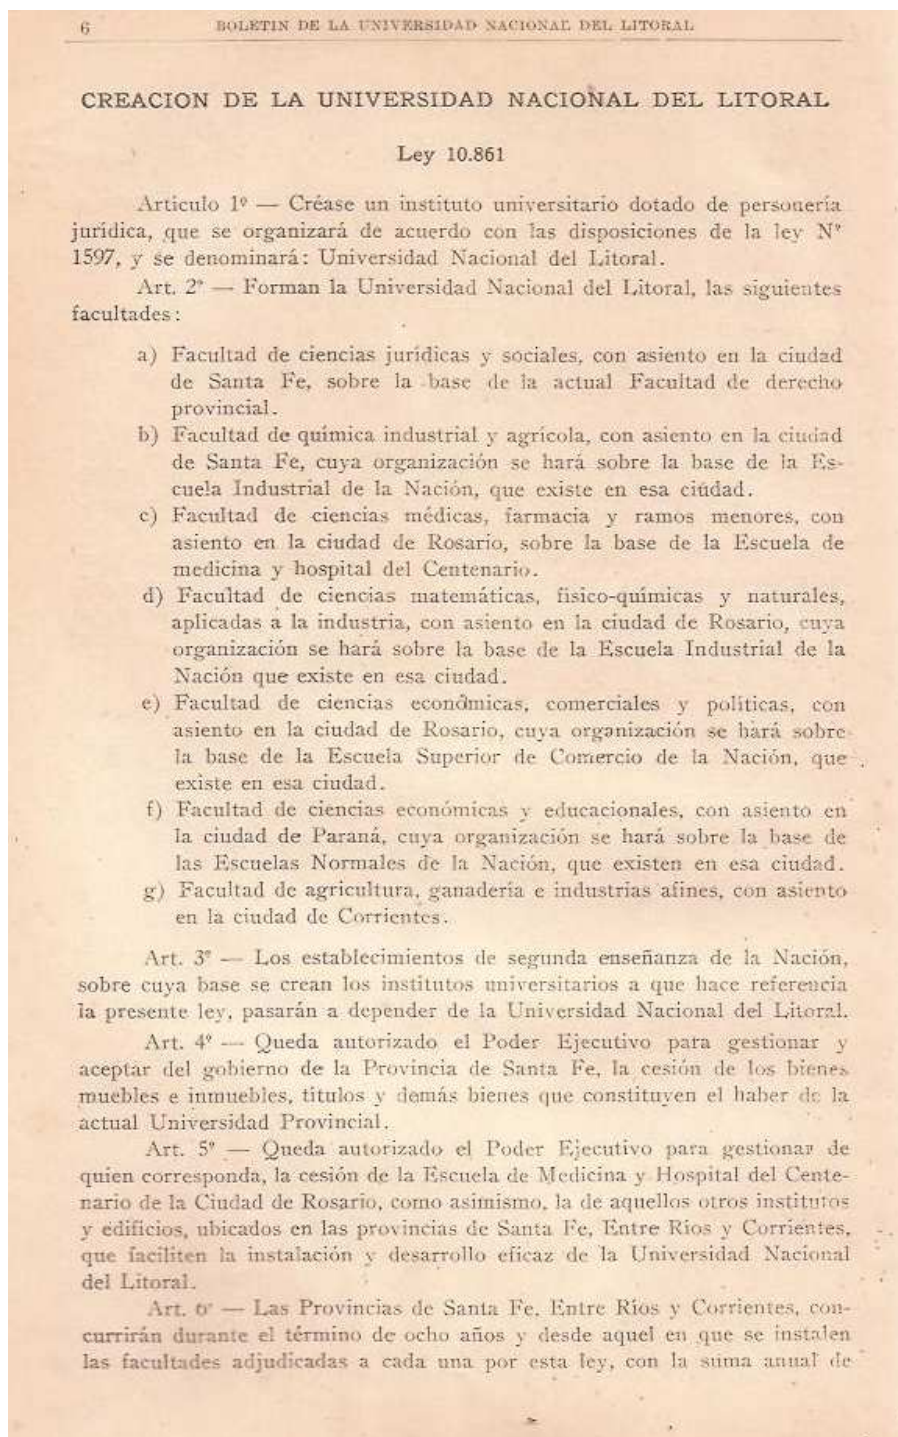 6 BOLETIN DE LA UNIVERSIDAD NACIONAL DEL LITORAL
CREACION DE LA UNIVERSIDAD NACIONAL DEL LITORAL
Ley 10.861
Artículo 1º — Créase un instituto universitario dotado de personería
jurídica, que se organizará de acuerdo con las disposiciones de la ley Nº
1597, y se denominará: Universidad Nacional del Litoral.
Art. 2º — Forman la Universidad Nacional del Litoral, las siguientes
facultades:
a) Facultad de ciencias jurídicas y sociales, con asiento en la ciudad
de Santa Fe, sobre la base de la actual Facultad de derecho
provincial.
b) Facultad de química industrial y agrícola, con asiento en la ciudad
de Santa Fe, cuya organización se hará sobre la base de la Es-
cuela Industrial de la Nación, que existe en esa ciudad.
c) Facultad de ciencias médicas, farmacia y ramos menores, con
asiento en la ciudad de Rosario, sobre la base de la Escuela de
medicina y hospital del Centenario.
d) Facultad de ciencias matemáticas, físico-químicas y naturales,
aplicadas a la industria, con asiento en la ciudad de Rosario, cuya
organización se hará sobre la base de la Escuela Industrial de la
Nación que existe en esa ciudad.
e) Facultad de ciencias económicas, comerciales y políticas, con
asiento en la ciudad de Rosario, cuya organización se hará sobre
la base de la Escuela Superior de Comercio de la Nación, que
existe en esa ciudad.
f) Facultad de ciencias económicas y educacionales, con asiento en
la ciudad de Paraná, cuya organización se hará sobre la base de
las Escuelas Normales de la Nación, que existen en esa ciudad.
g) Facultad de agricultura, ganadería e industrias afines, con asiento
en la ciudad de Corrientes.
Art. 3º — Los establecimientos de segunda enseñanza de la Nación,
sobre cuya base se crean los institutos universitarios a que hace referencia
la presente ley, pasarán a depender de la Universidad Nacional del Litoral.
Art. 4º — Queda autorizado el Poder Ejecutivo para gestionar y
aceptar del gobierno de la Provincia de Santa Fe, la cesión de los bienes
muebles e inmuebles, títulos y demás bienes que constituyen el haber de la
actual Universidad Provincial.
Art. 5º — Queda autorizado el Poder Ejecutivo para gestionar de
quien corresponda, la cesión de la Escuela de Medicina y Hospital del Cente-
nario de la Ciudad de Rosario, como asimismo, la de aquellos otros institutos
y edificios, ubicados en las provincias de Santa Fe, Entre Ríos y Corrientes,
que faciliten la instalación y desarrollo eficaz de la Universidad Nacional
del Litoral.
Art. 6º — Las Provincias de Santa Fe, Entre Ríos y Corrientes, con-
currirán durante el término de ocho años y desde aquel en que se instalen
las facultades adjudicadas a cada una por esta ley, con la suma anual de